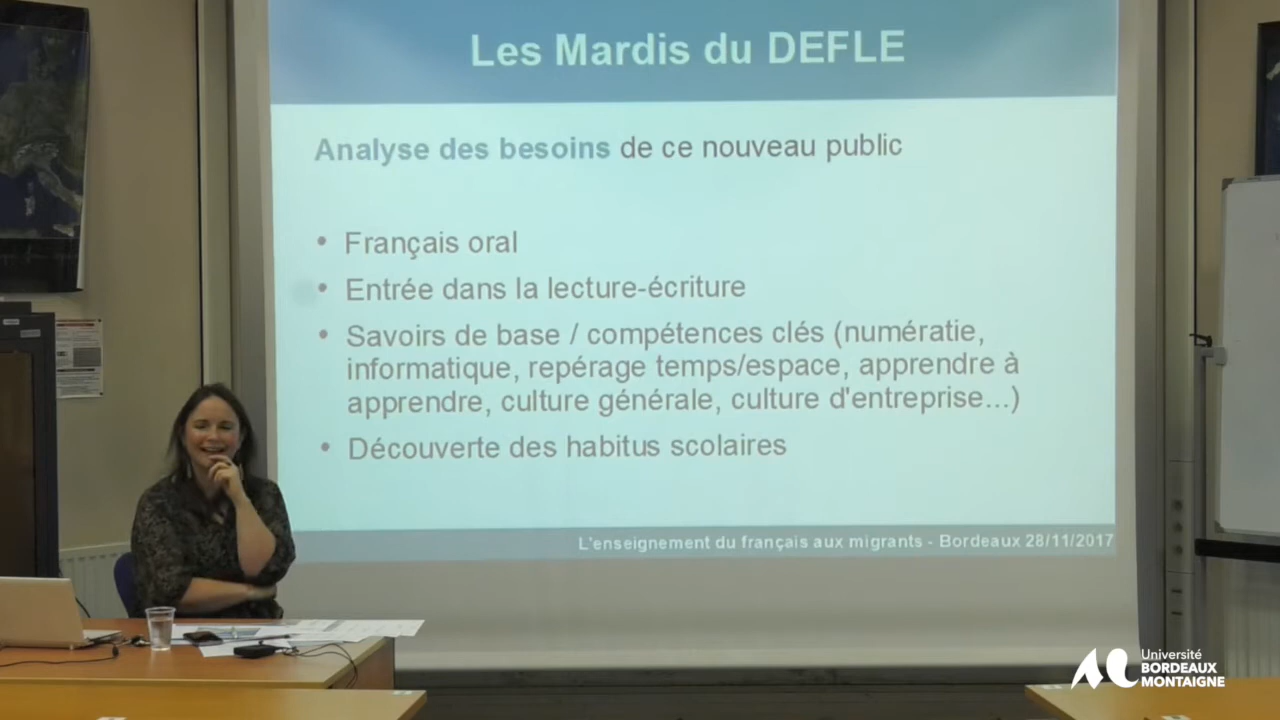 Les Mardis du DEFLE
Analyse des besoins de ce nouveau public
• Français oral
• Entrée dans la lecture-écriture
• Savoirs de base / compétences clés (numératie,
informatique, repérage temps/espace, apprendre à
apprendre, culture générale, culture d'entreprise...)
• Découverte des habitus scolaires
L'enseignement du français aux migrants - Bordeaux 28/11/2017
Université
BORDEAUX
MONTAIGNE